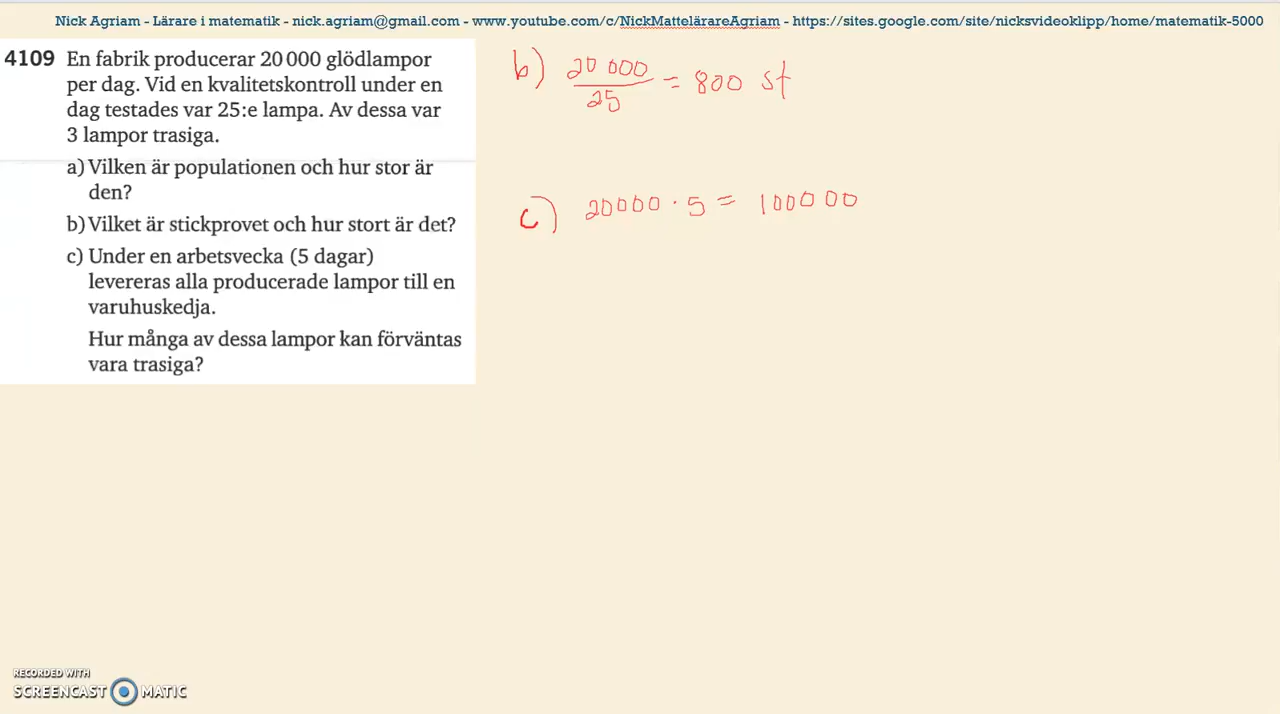 Nick Agriam - Lärare i matematik - nick.agriam@gmail.com - www.youtube.com/c/NickMattelärareAgriam - https://sites.google.com/site/nicksvideoklipp/home/matematik-5000
4109 En fabrik producerar 20 000 glödlampor
per dag. Vid en kvalitetskontroll under en
dag testades var 25:e lampa. Av dessa var
3 lampor trasiga.
a) Vilken är populationen och hur stor är
den?
b) Vilket är stickprovet och hur stort är det?
c) Under en arbetsvecka (5 dagar)
levereras alla producerade lampor till en
varuhuskedja.
Hur många av dessa lampor kan förväntas
vara trasiga?
b) 20 000 / 25 = 800 st
c) 20000 · 5 = 100000
RECORDED WITH
SCREENCAST MATIC